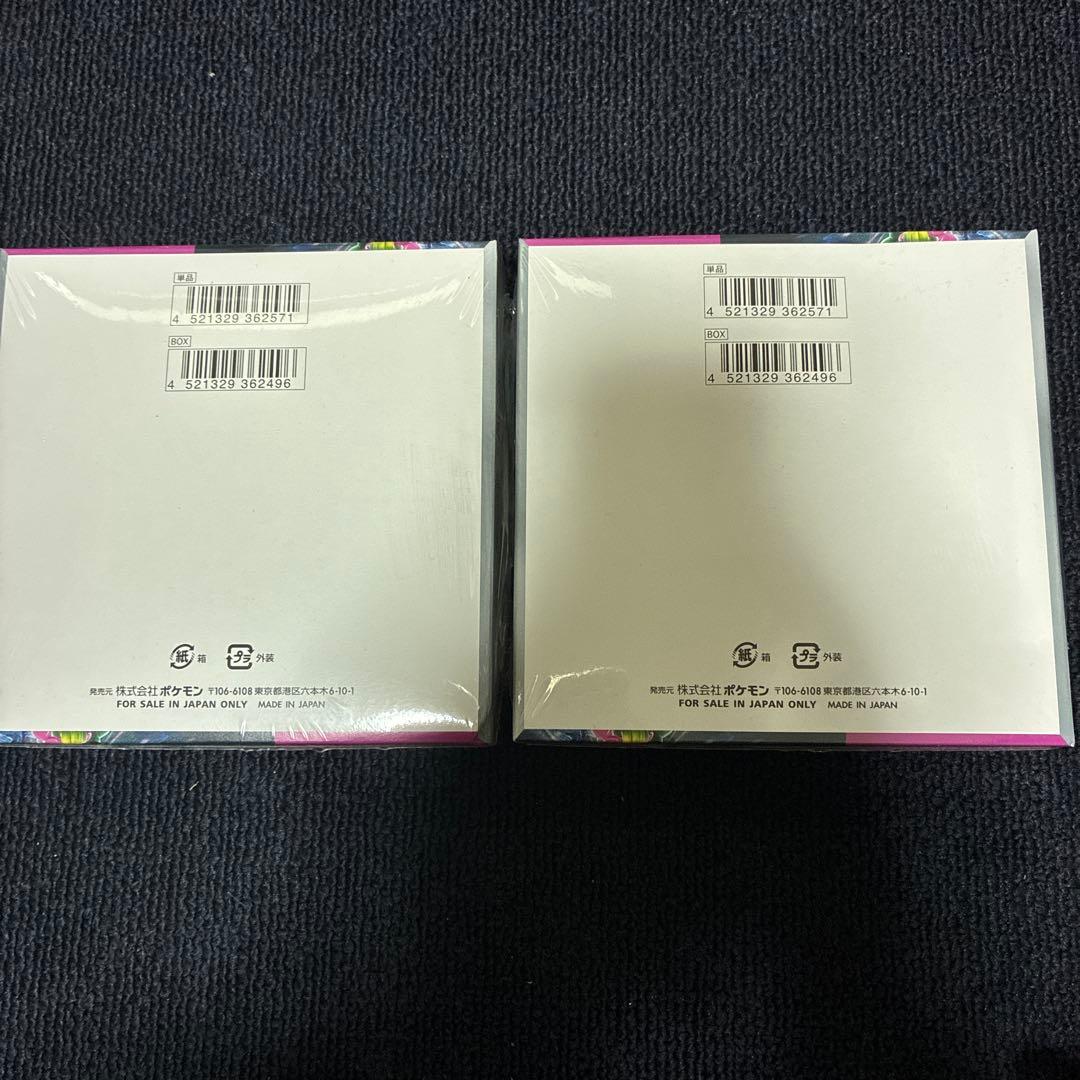 単品
4 521329 362571
BOX
4 521329 362496
紙 箱 プラ 外装
発売元 株式会社ポケモン 〒106-6108 東京都港区六本木6-10-1
FOR SALE IN JAPAN ONLY MADE IN JAPAN
単品
4 521329 362571
BOX
4 521329 362496
紙 箱 プラ 外装
発売元 株式会社ポケモン 〒106-6108 東京都港区六本木6-10-1
FOR SALE IN JAPAN ONLY MADE IN JAPAN